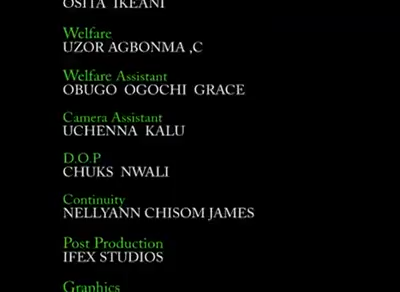 OSITA IKEANI
Welfare
UZOR AGBONMA ,C
Welfare Assistant
OBUGO OGOCHI GRACE
Camera Assistant
UCHENNA KALU
D.O.P
CHUKS NWALI
Continuity
NELLYANN CHISOM JAMES
Post Production
IFEX STUDIOS
Graphics